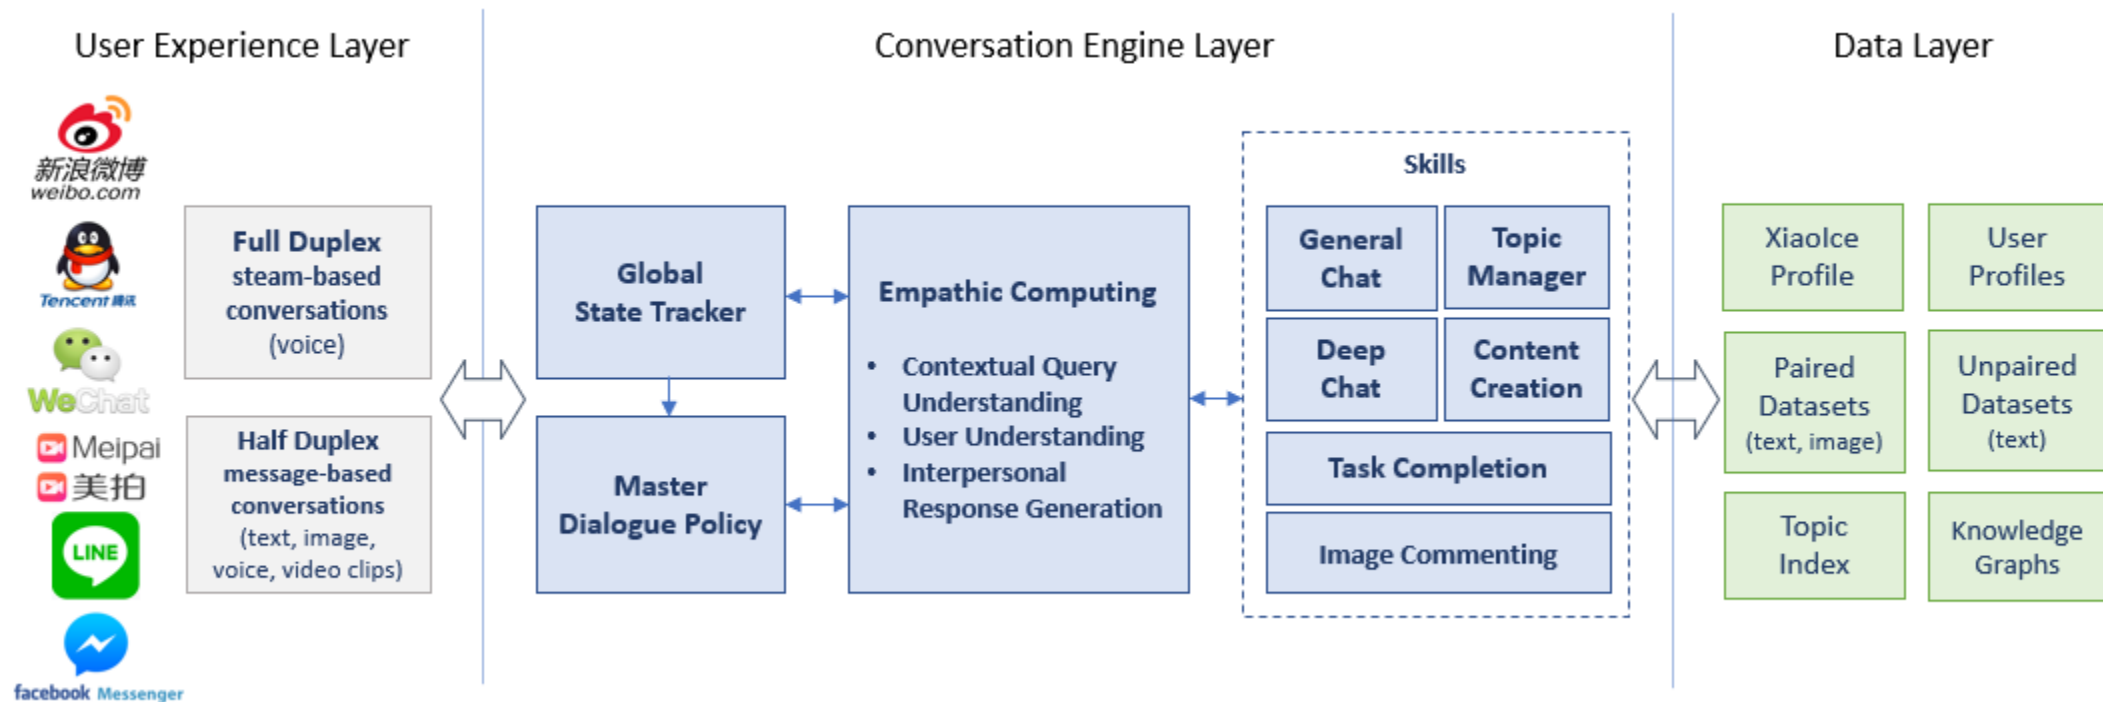 User Experience Layer
Conversation Engine Layer
Data Layer
新浪微博
weibo.com
Tencent 腾讯
WeChat
Meipai
美拍
LINE
facebook Messenger
Full Duplex
steam-based
conversations
(voice)
Half Duplex
message-based
conversations
(text, image,
voice, video clips)
Global
State Tracker
Master
Dialogue Policy
Empathic Computing
• Contextual Query
Understanding
• User Understanding
• Interpersonal
Response Generation
Skills
General
Chat
Topic
Manager
Deep
Chat
Content
Creation
Task Completion
Image Commenting
XiaoIce
Profile
User
Profiles
Paired
Datasets
(text, image)
Unpaired
Datasets
(text)
Topic
Index
Knowledge
Graphs